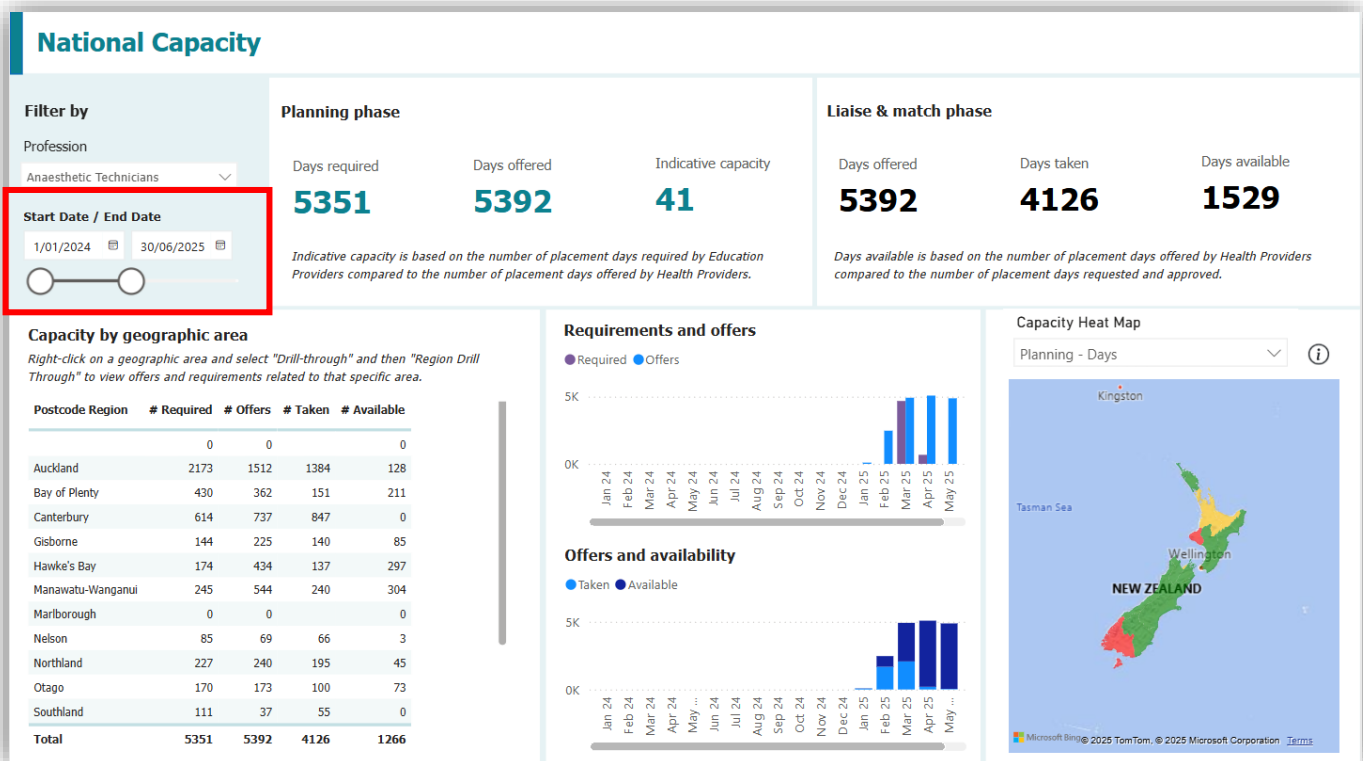 National Capacity
Filter by
Profession
Anaesthetic Technicians
Start Date / End Date
1/01/2024 30/06/2025
Planning phase
Days required Days offered Indicative capacity
5351 5392 41
Indicative capacity is based on the number of placement days required by Education
Providers compared to the number of placement days offered by Health Providers.
Liaise & match phase
Days offered Days taken Days available
5392 4126 1529
Days available is based on the number of placement days offered by Health Providers
compared to the number of placement days requested and approved.
Capacity by geographic area
Right-click on a geographic area and select "Drill-through" and then "Region Drill
Through" to view offers and requirements related to that specific area.
Postcode Region # Required # Offers # Taken # Available
0 0 0
Auckland 2173 1512 1384 128
Bay of Plenty 430 362 151 211
Canterbury 614 737 847 0
Gisborne 144 225 140 85
Hawke's Bay 174 434 137 297
Manawatu-Wanganui 245 544 240 304
Marlborough 0 0 0
Nelson 85 69 66 3
Northland 227 240 195 45
Otago 170 173 100 73
Southland 111 37 55 0
Total 5351 5392 4126 1266
Requirements and offers
Required Offers
5K
0K
Jan 24 Feb 24 Mar 24 Apr 24 May 24 Jun 24 Jul 24 Aug 24 Sep 24 Oct 24 Nov 24 Dec 24 Jan 25 Feb 25 Mar 25 Apr 25 May 25
Offers and availability
Taken Available
5K
0K
Jan 24 Feb 24 Mar 24 Apr 24 May ... Jun 24 Jul 24 Aug 24 Sep 24 Oct 24 Nov 24 Dec 24 Jan 25 Feb 25 Mar 25 Apr 25 May ...
Capacity Heat Map
Planning - Days
i
Kingston
Tasman Sea
Wellington
NEW ZEALAND
Microsoft Bing © 2025 TomTom, © 2025 Microsoft Corporation Terms